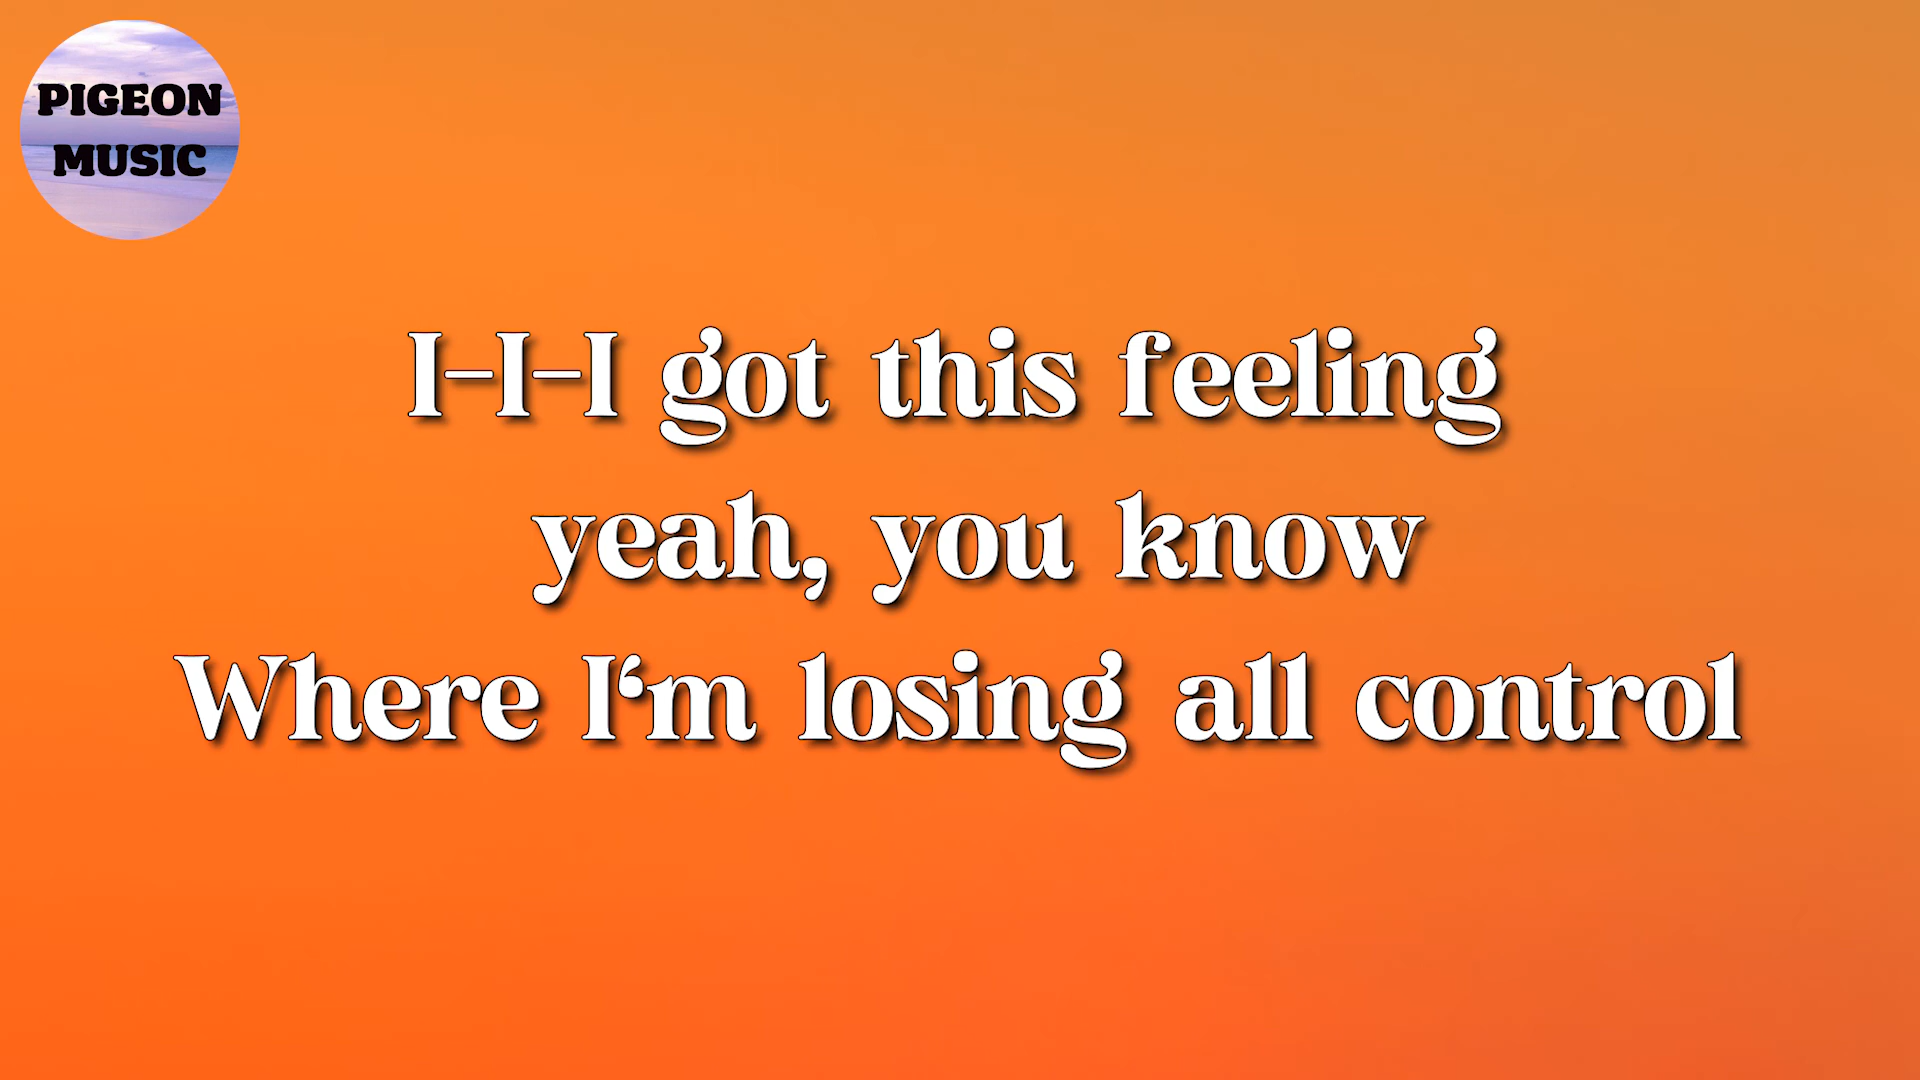 PIGEON
MUSIC
I-I-I got this feeling
yeah, you know
Where I‘m losing all control